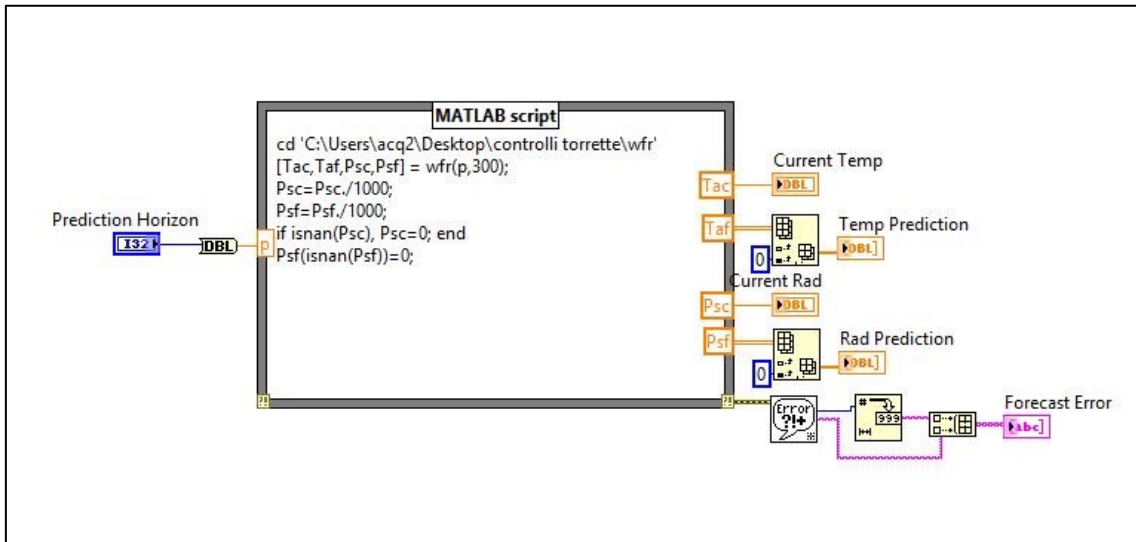 MATLAB script
cd 'C:\Users\acq2\Desktop\controlli torrette\wfr'
[Tac,Taf,Psc,Psf] = wfr(p,300);
Psc=Psc./1000;
Psf=Psf./1000;
if isnan(Psc), Psc=0; end
Psf(isnan(Psf))=0;
Prediction Horizon
I32
DBL
p
Tac
Current Temp
DBL
Taf
Temp Prediction
DBL
0
Current Rad
Psc
DBL
Psf
Rad Prediction
DBL
0
?!
?!
Error
?!+
#
999
Forecast Error
abc